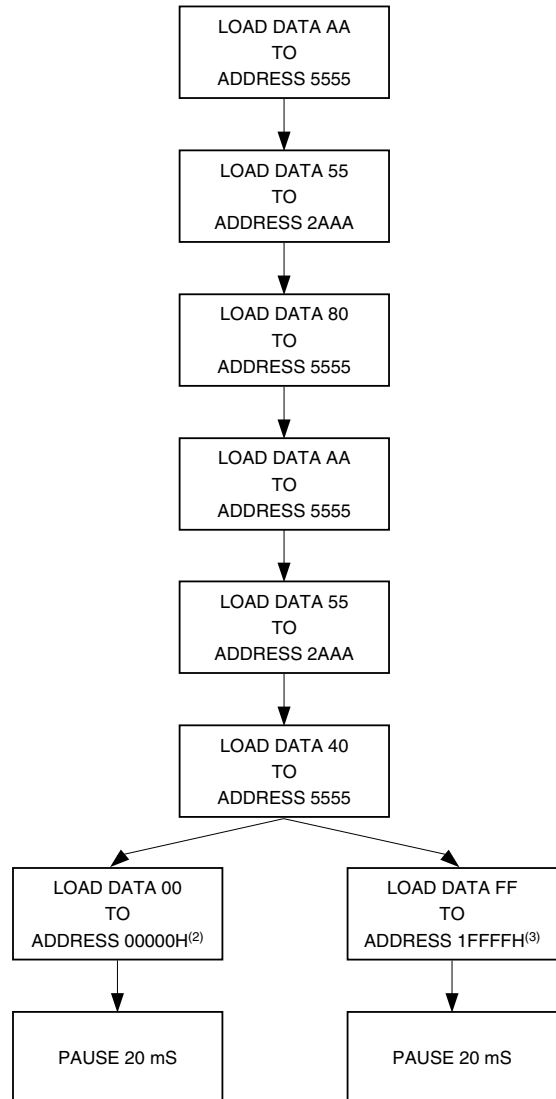 LOAD DATA AA
TO
ADDRESS 5555
LOAD DATA 55
TO
ADDRESS 2AAA
LOAD DATA 80
TO
ADDRESS 5555
LOAD DATA AA
TO
ADDRESS 5555
LOAD DATA 55
TO
ADDRESS 2AAA
LOAD DATA 40
TO
ADDRESS 5555
LOAD DATA 00
TO
ADDRESS 00000H(2)
LOAD DATA FF
TO
ADDRESS 1FFFFH(3)
PAUSE 20 mS
PAUSE 20 mS